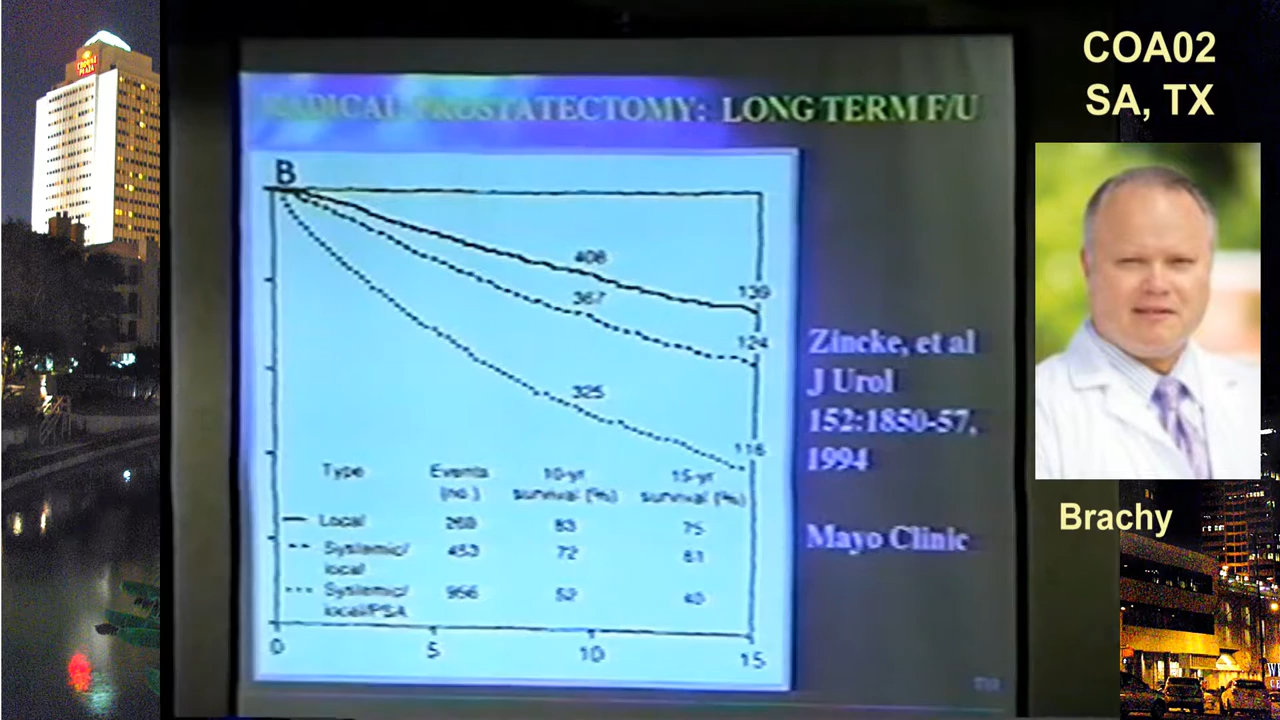 COA02
SA, TX
Brachy
CROWNE
PLAZA
RADICAL PROSTATECTOMY: LONG TERM F/U
B
408
139
367
124
325
116
Type Events 10-yr 15-yr
(no.) survival (%) survival (%)
Local 260 83 75
Systemic/ 453 72 61
local
Systemic/ 956 52 40
local/PSA
0 5 10 15
Zincke, et al
J Urol
152:1850-57,
1994
Mayo Clinic